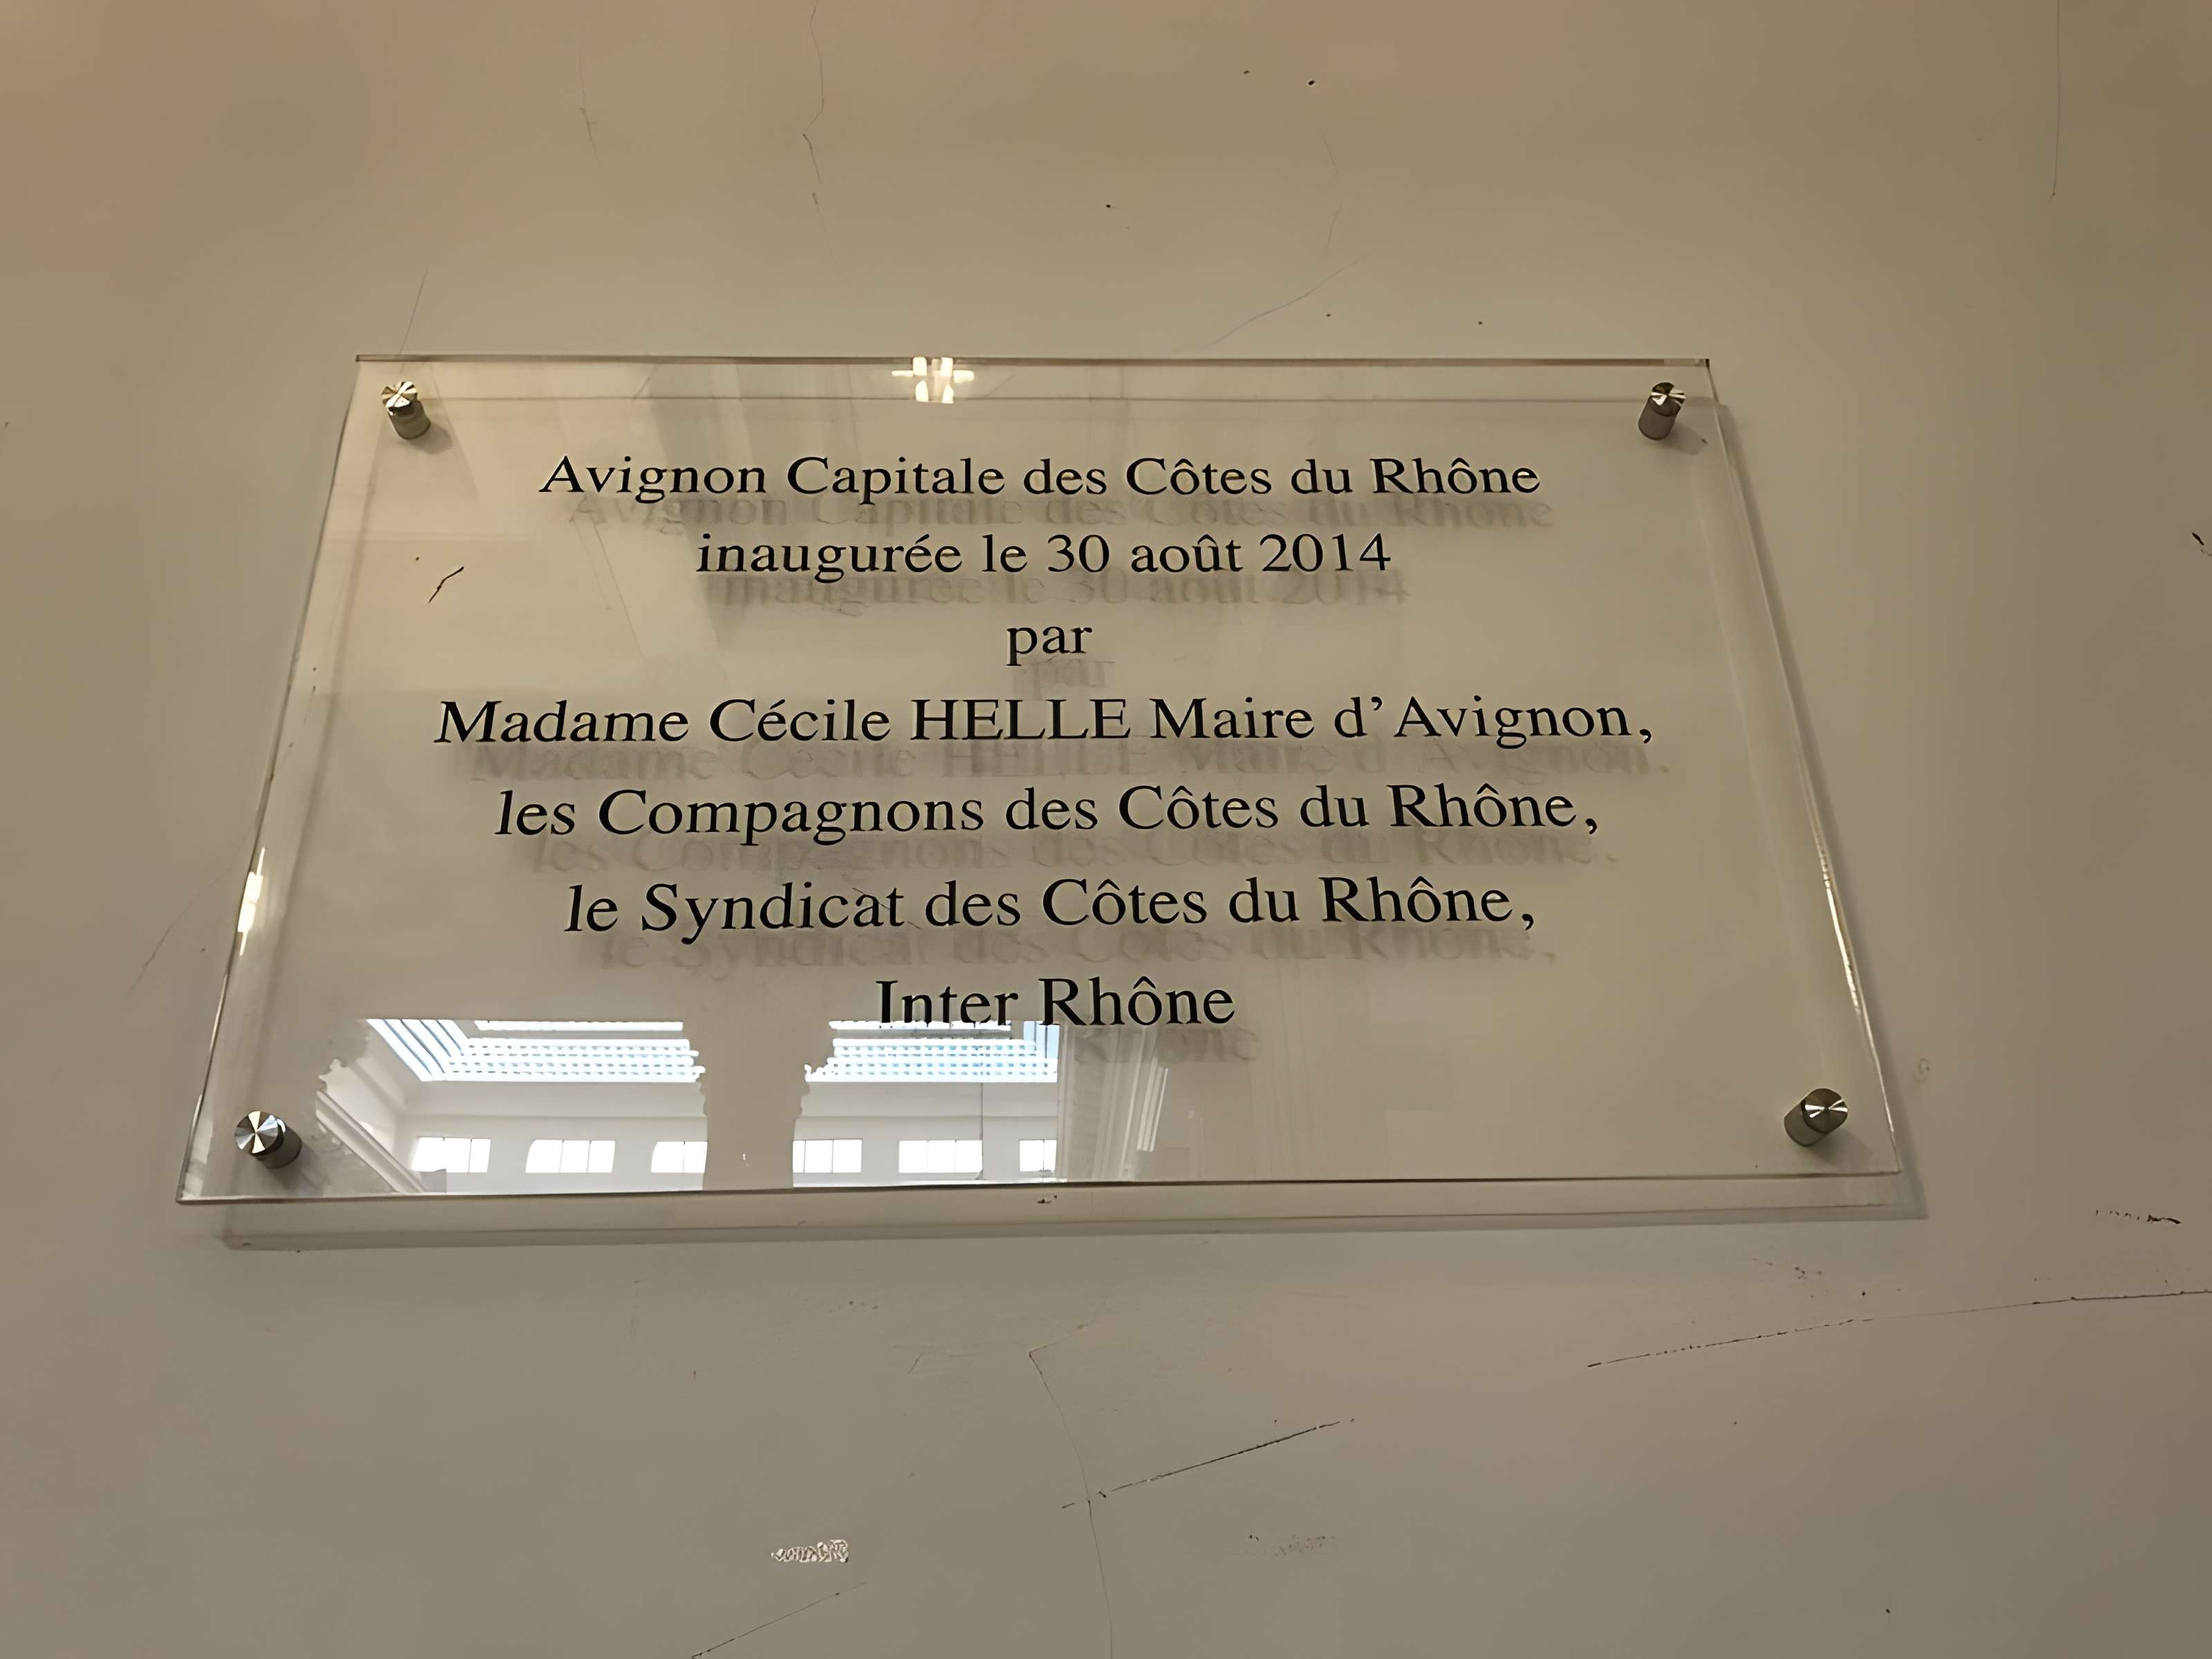 Avignon Capitale des Côtes du Rhône
inaugurée le 30 août 2014
par
Madame Cécile HELLE Maire d'Avignon,
les Compagnons des Côtes du Rhône,
le Syndicat des Côtes du Rhône,
Inter Rhône